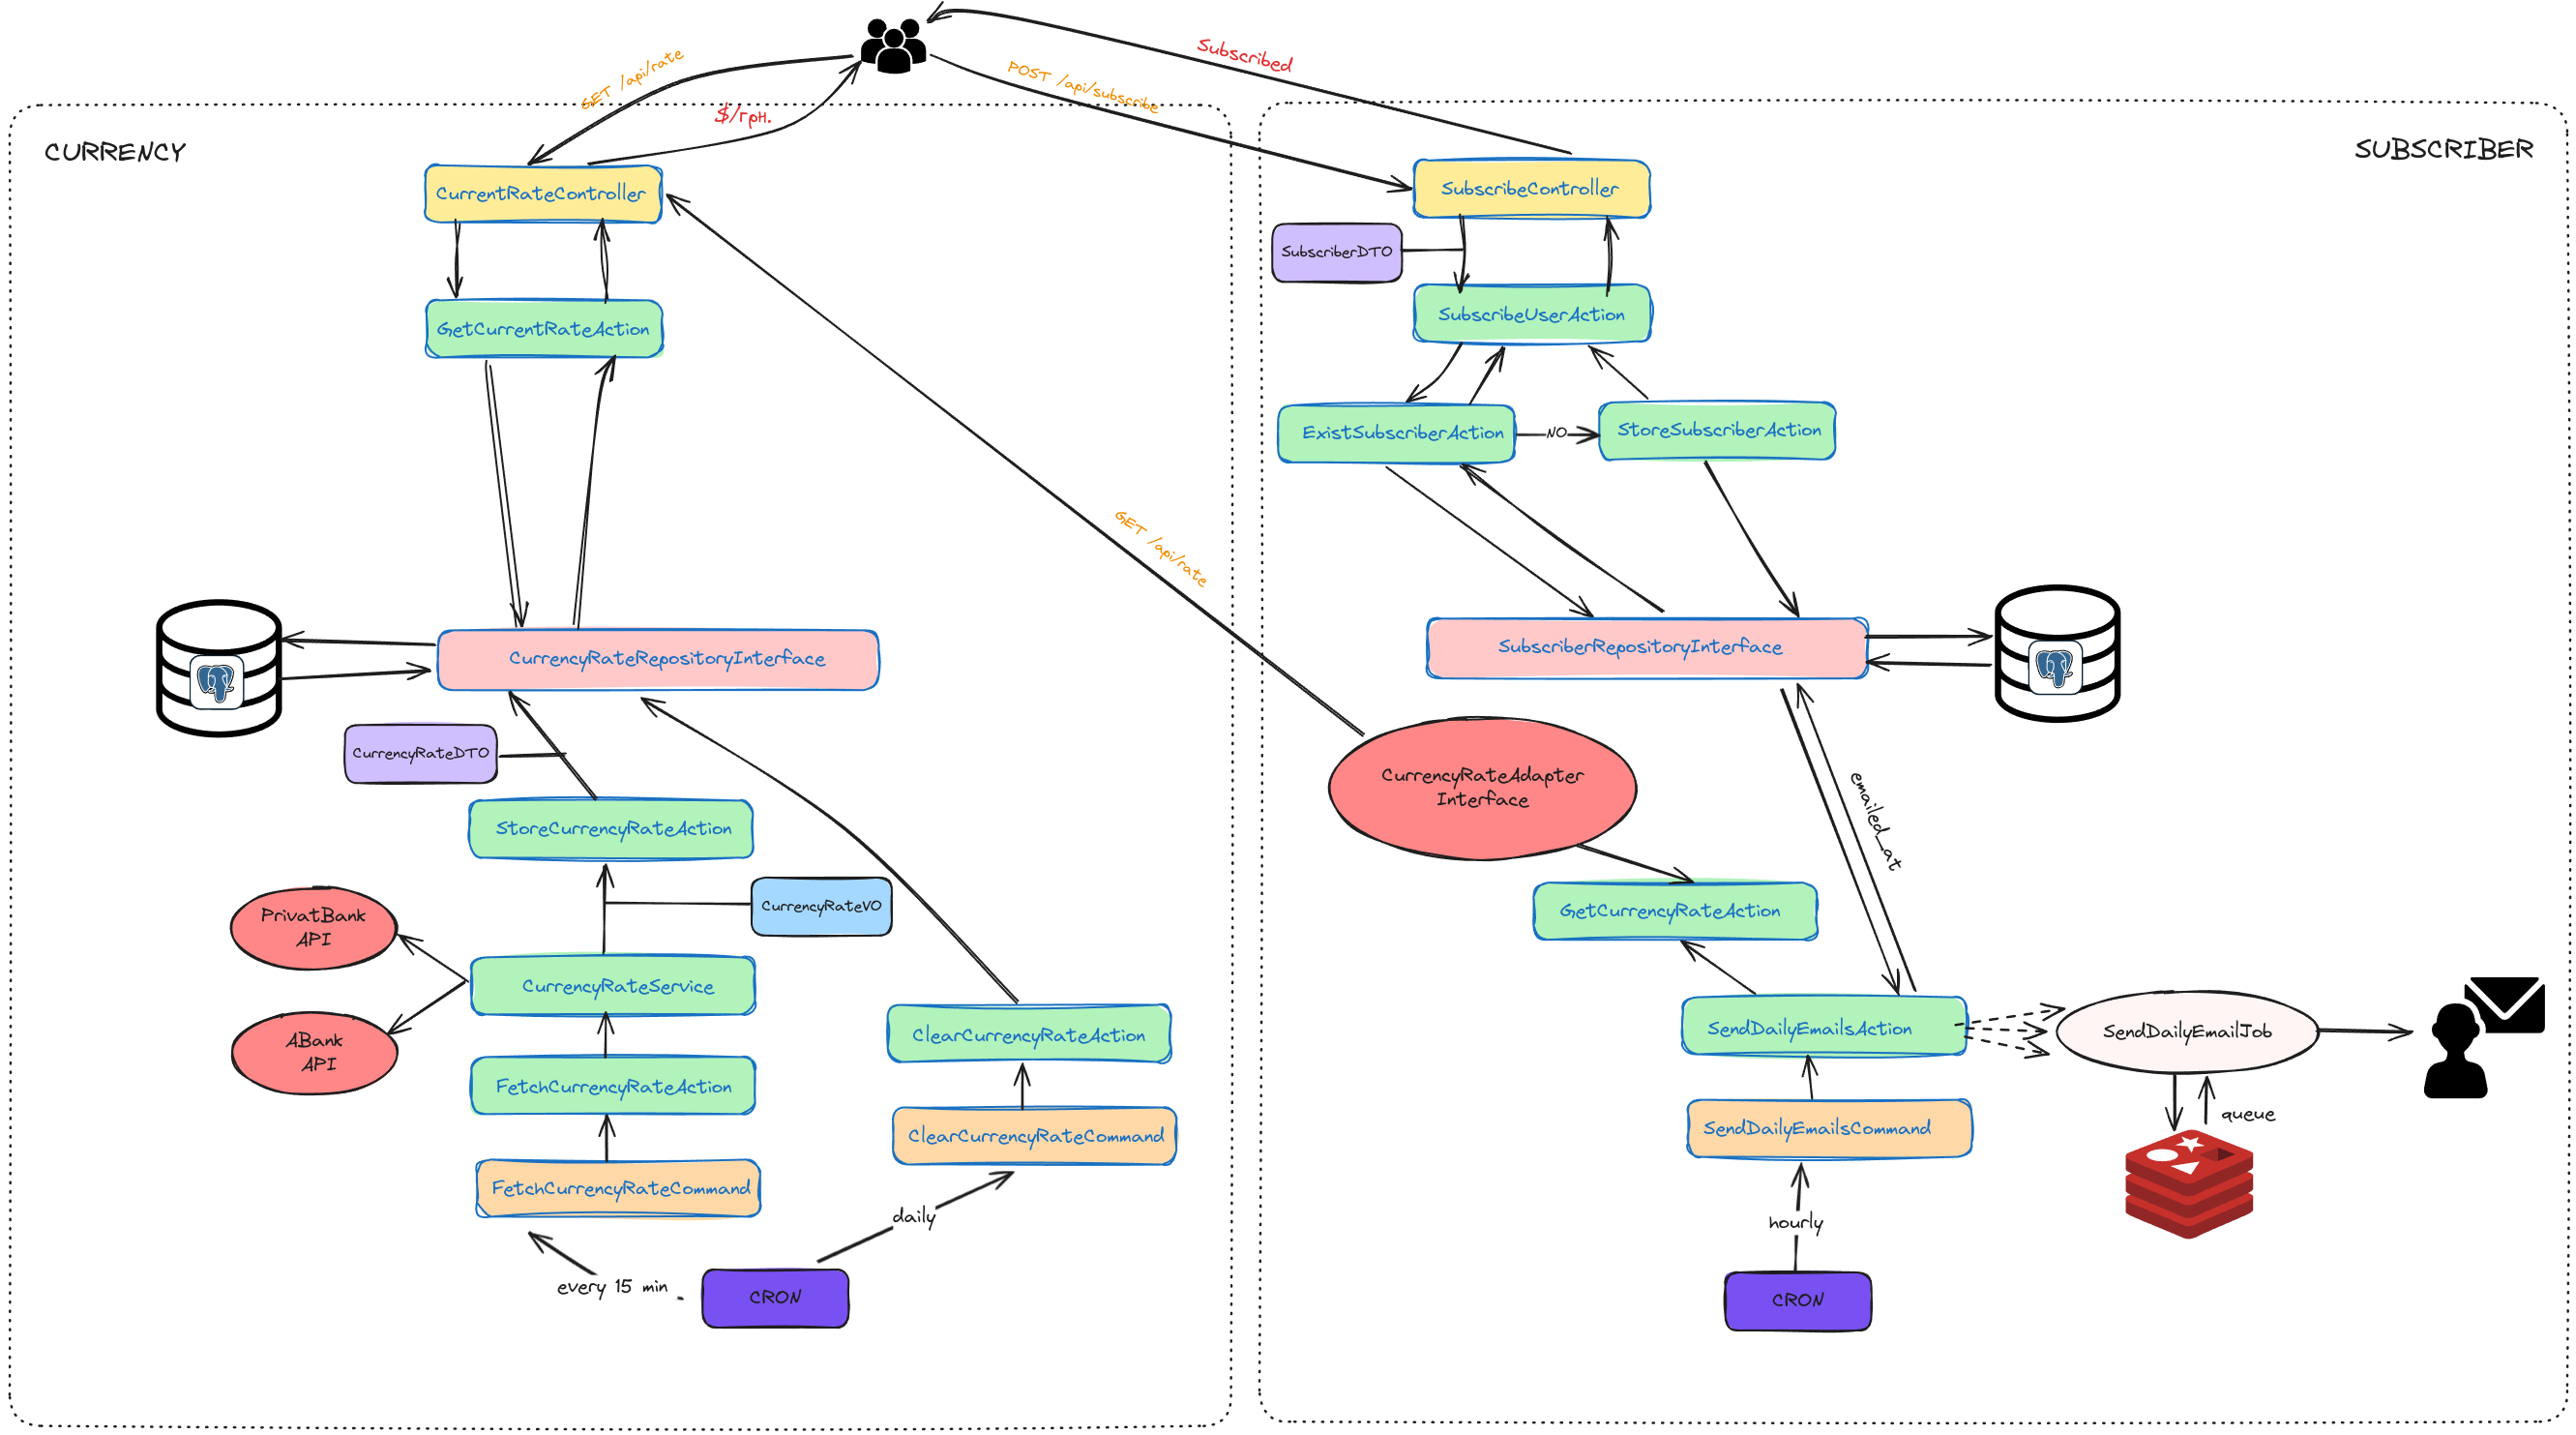 Subscribed
GET /api/rate
POST /api/subscribe
$/грн.
CURRENCY
SUBSCRIBER
CurrentRateController
SubscribeController
SubscriberDTO
GetCurrentRateAction
SubscribeUserAction
ExistSubscriberAction
NO
StoreSubscriberAction
GET /api/rate
CurrencyRateRepositoryInterface
SubscriberRepositoryInterface
CurrencyRateDTO
CurrencyRateAdapter
Interface
emailed_at
StoreCurrencyRateAction
CurrencyRateVO
GetCurrencyRateAction
PrivatBank
API
CurrencyRateService
ABank
API
ClearCurrencyRateAction
SendDailyEmailsAction
SendDailyEmailJob
FetchCurrencyRateAction
queue
ClearCurrencyRateCommand
SendDailyEmailsCommand
FetchCurrencyRateCommand
daily
hourly
every 15 min
CRON
CRON